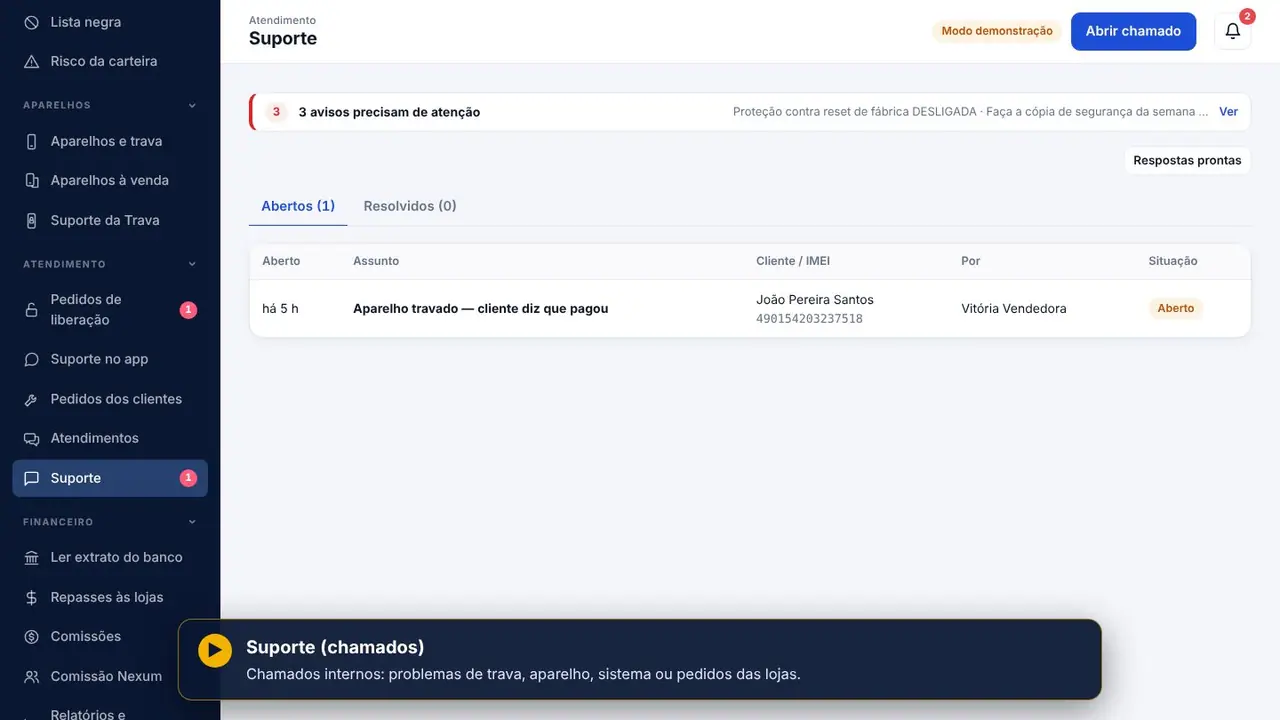 Lista negra
Risco da carteira
APARELHOS
Aparelhos e trava
Aparelhos à venda
Suporte da Trava
ATENDIMENTO
Pedidos de
liberação
1
Suporte no app
Pedidos dos clientes
Atendimentos
Suporte
1
FINANCEIRO
Ler extrato do banco
Repasses às lojas
Comissões
Comissão Nexum
Relatórios e
Atendimento
Suporte
Modo demonstração
Abrir chamado
2
3
3 avisos precisam de atenção
Proteção contra reset de fábrica DESLIGADA · Faça a cópia de segurança da semana ...
Ver
Respostas prontas
Abertos (1)
Resolvidos (0)
Aberto
Assunto
Cliente / IMEI
Por
Situação
há 5 h
Aparelho travado — cliente diz que pagou
João Pereira Santos
490154203237518
Vitória Vendedora
Aberto
Suporte (chamados)
Chamados internos: problemas de trava, aparelho, sistema ou pedidos das lojas.